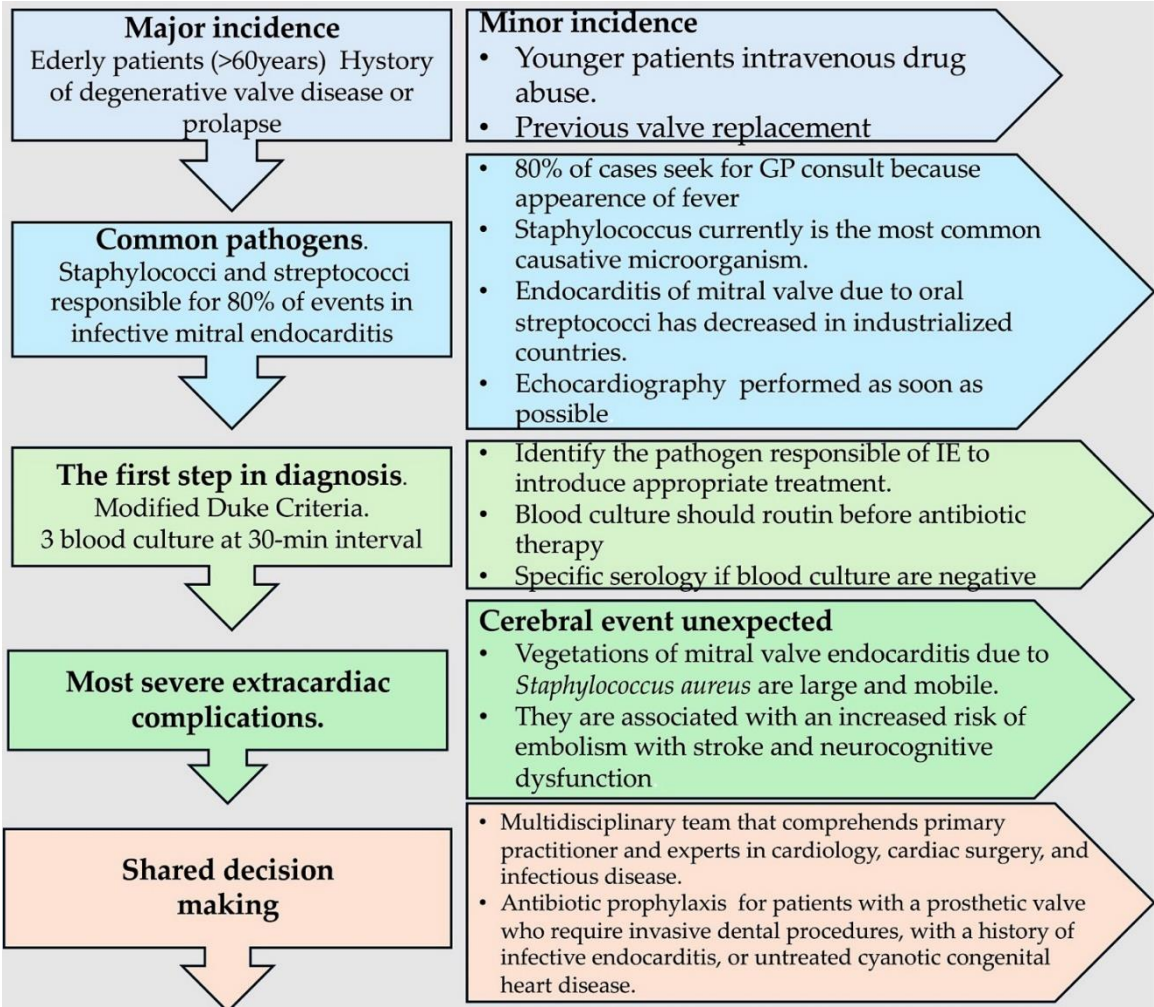 Major incidence
Ederly patients (>60years) Hystory
of degenerative valve disease or
prolapse
Minor incidence
• Younger patients intravenous drug
abuse.
• Previous valve replacement
Common pathogens.
Staphylococci and streptococci
responsible for 80% of events in
infective mitral endocarditis
• 80% of cases seek for GP consult because
appearence of fever
• Staphylococcus currently is the most common
causative microorganism.
• Endocarditis of mitral valve due to oral
streptococci has decreased in industrialized
countries.
• Echocardiography performed as soon as
possible
The first step in diagnosis.
Modified Duke Criteria.
3 blood culture at 30-min interval
• Identify the pathogen responsible of IE to
introduce appropriate treatment.
• Blood culture should routin before antibiotic
therapy
• Specific serology if blood culture are negative
Most severe extracardiac
complications.
Cerebral event unexpected
• Vegetations of mitral valve endocarditis due to
Staphylococcus aureus are large and mobile.
• They are associated with an increased risk of
embolism with stroke and neurocognitive
dysfunction
Shared decision
making
• Multidisciplinary team that comprehends primary
practitioner and experts in cardiology, cardiac surgery, and
infectious disease.
• Antibiotic prophylaxis for patients with a prosthetic valve
who require invasive dental procedures, with a history of
infective endocarditis, or untreated cyanotic congenital
heart disease.